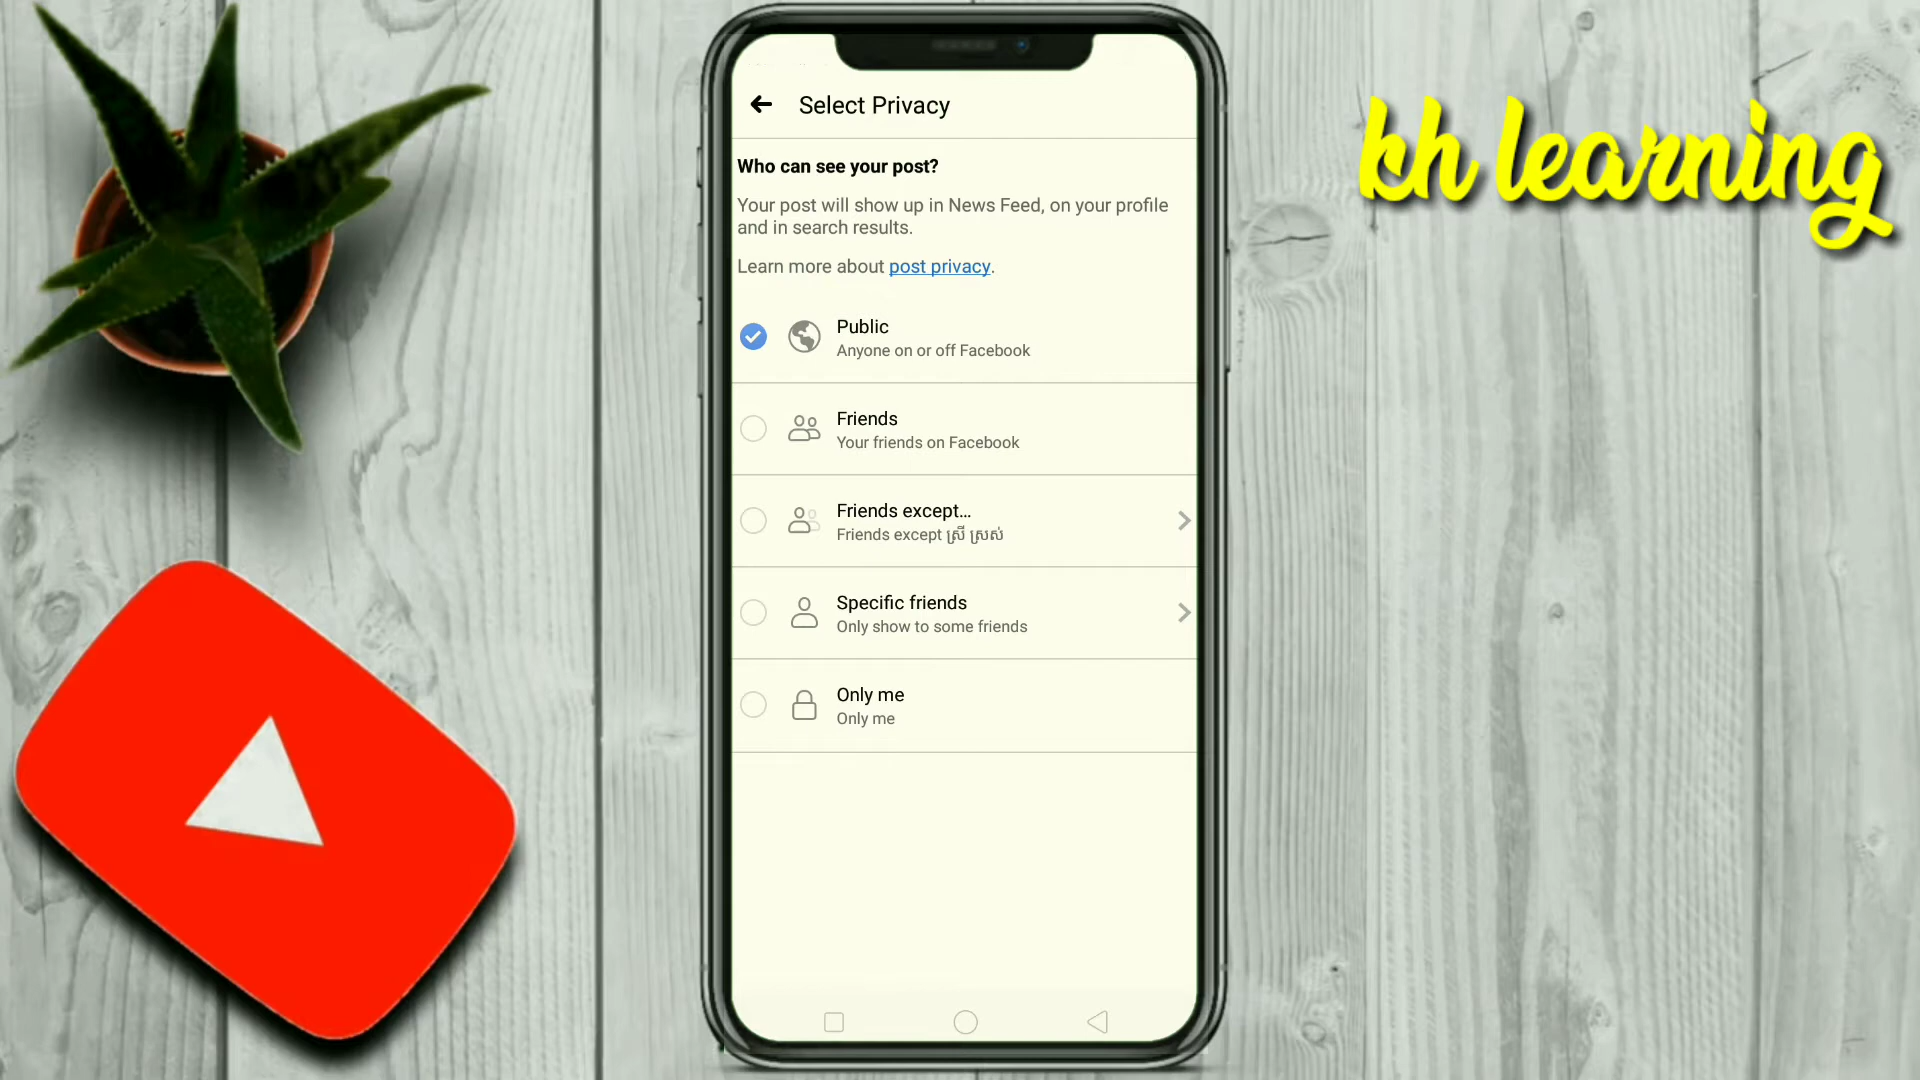 Select Privacy
Who can see your post?
Your post will show up in News Feed, on your profile
and in search results.
Learn more about post privacy.
Public
Anyone on or off Facebook
Friends
Your friends on Facebook
Friends except...
Friends except ស្រី ស្រស់
Specific friends
Only show to some friends
Only me
Only me
kh learning